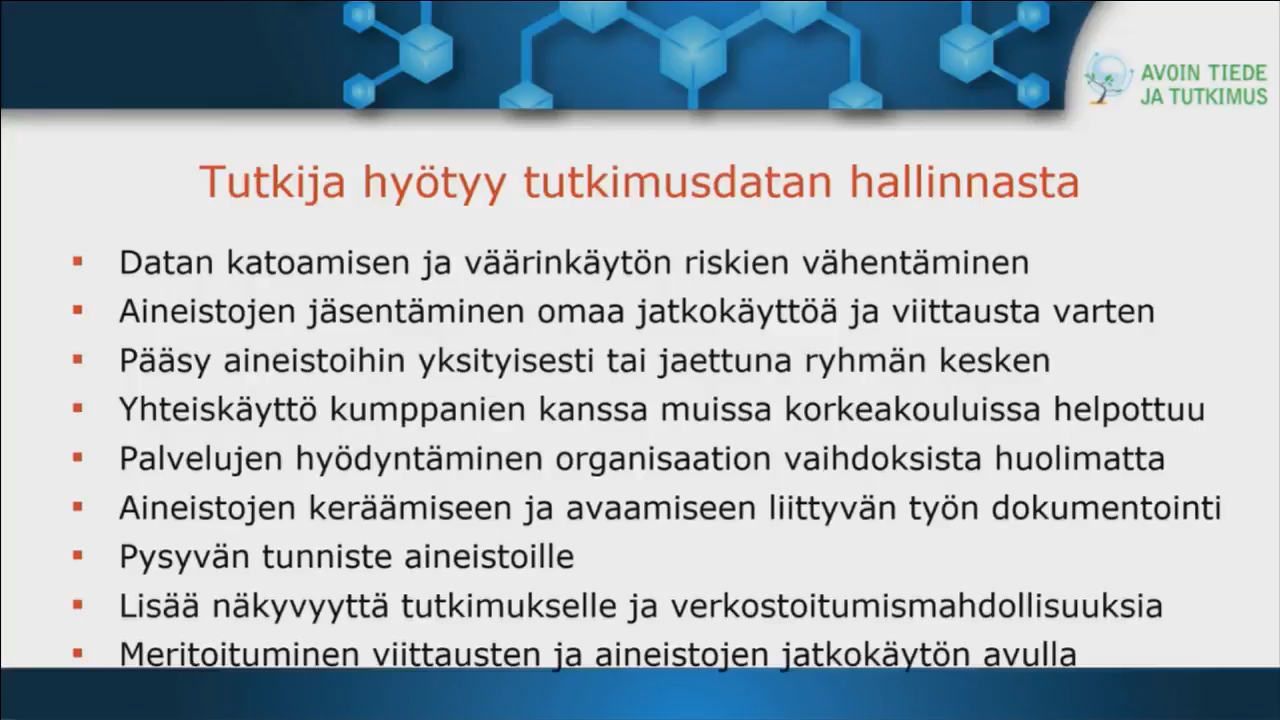 AVOIN TIEDE
JA TUTKIMUS
Tutkija hyötyy tutkimusdatan hallinnasta
▪ Datan katoamisen ja väärinkäytön riskien vähentäminen
▪ Aineistojen jäsentäminen omaa jatkokäyttöä ja viittausta varten
▪ Pääsy aineistoihin yksityisesti tai jaettuna ryhmän kesken
▪ Yhteiskäyttö kumppanien kanssa muissa korkeakouluissa helpottuu
▪ Palvelujen hyödyntäminen organisaation vaihdoksista huolimatta
▪ Aineistojen keräämiseen ja avaamiseen liittyvän työn dokumentointi
▪ Pysyvän tunniste aineistoille
▪ Lisää näkyvyyttä tutkimukselle ja verkostoitumismahdollisuuksia
▪ Meritoituminen viittausten ja aineistojen jatkokäytön avulla